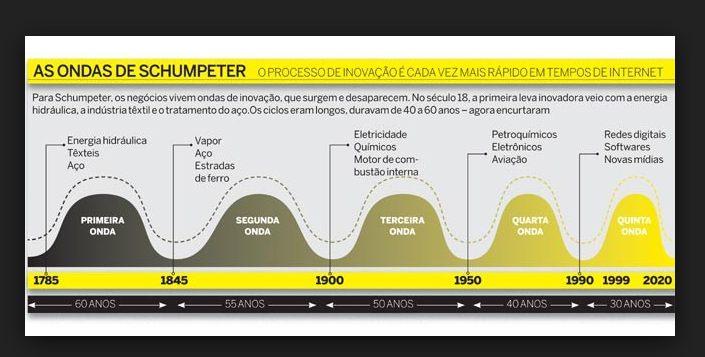 AS ONDAS DE SCHUMPETER O PROCESSO DE INOVAÇÃO É CADA VEZ MAIS RÁPIDO EM TEMPOS DE INTERNET
Para Schumpeter, os negócios vivem ondas de inovação, que surgem e desaparecem. No século 18, a primeira leva inovadora veio com a energia
hidráulica, a indústria têxtil e o tratamento do aço.Os ciclos eram longos, duravam de 40 a 60 anos – agora encurtaram
Energia hidráulica
Têxteis
Aço
Vapor
Aço
Estradas
de ferro
Eletricidade
Químicos
Motor de com-
bustão interna
Petroquímicos
Eletrônicos
Aviação
Redes digitais
Softwares
Novas mídias
PRIMEIRA
ONDA
SEGUNDA
ONDA
TERCEIRA
ONDA
QUARTA
ONDA
QUINTA
ONDA
1785 1845 1900 1950 1990 1999 2020
60 ANOS 55 ANOS 50 ANOS 40 ANOS 30 ANOS